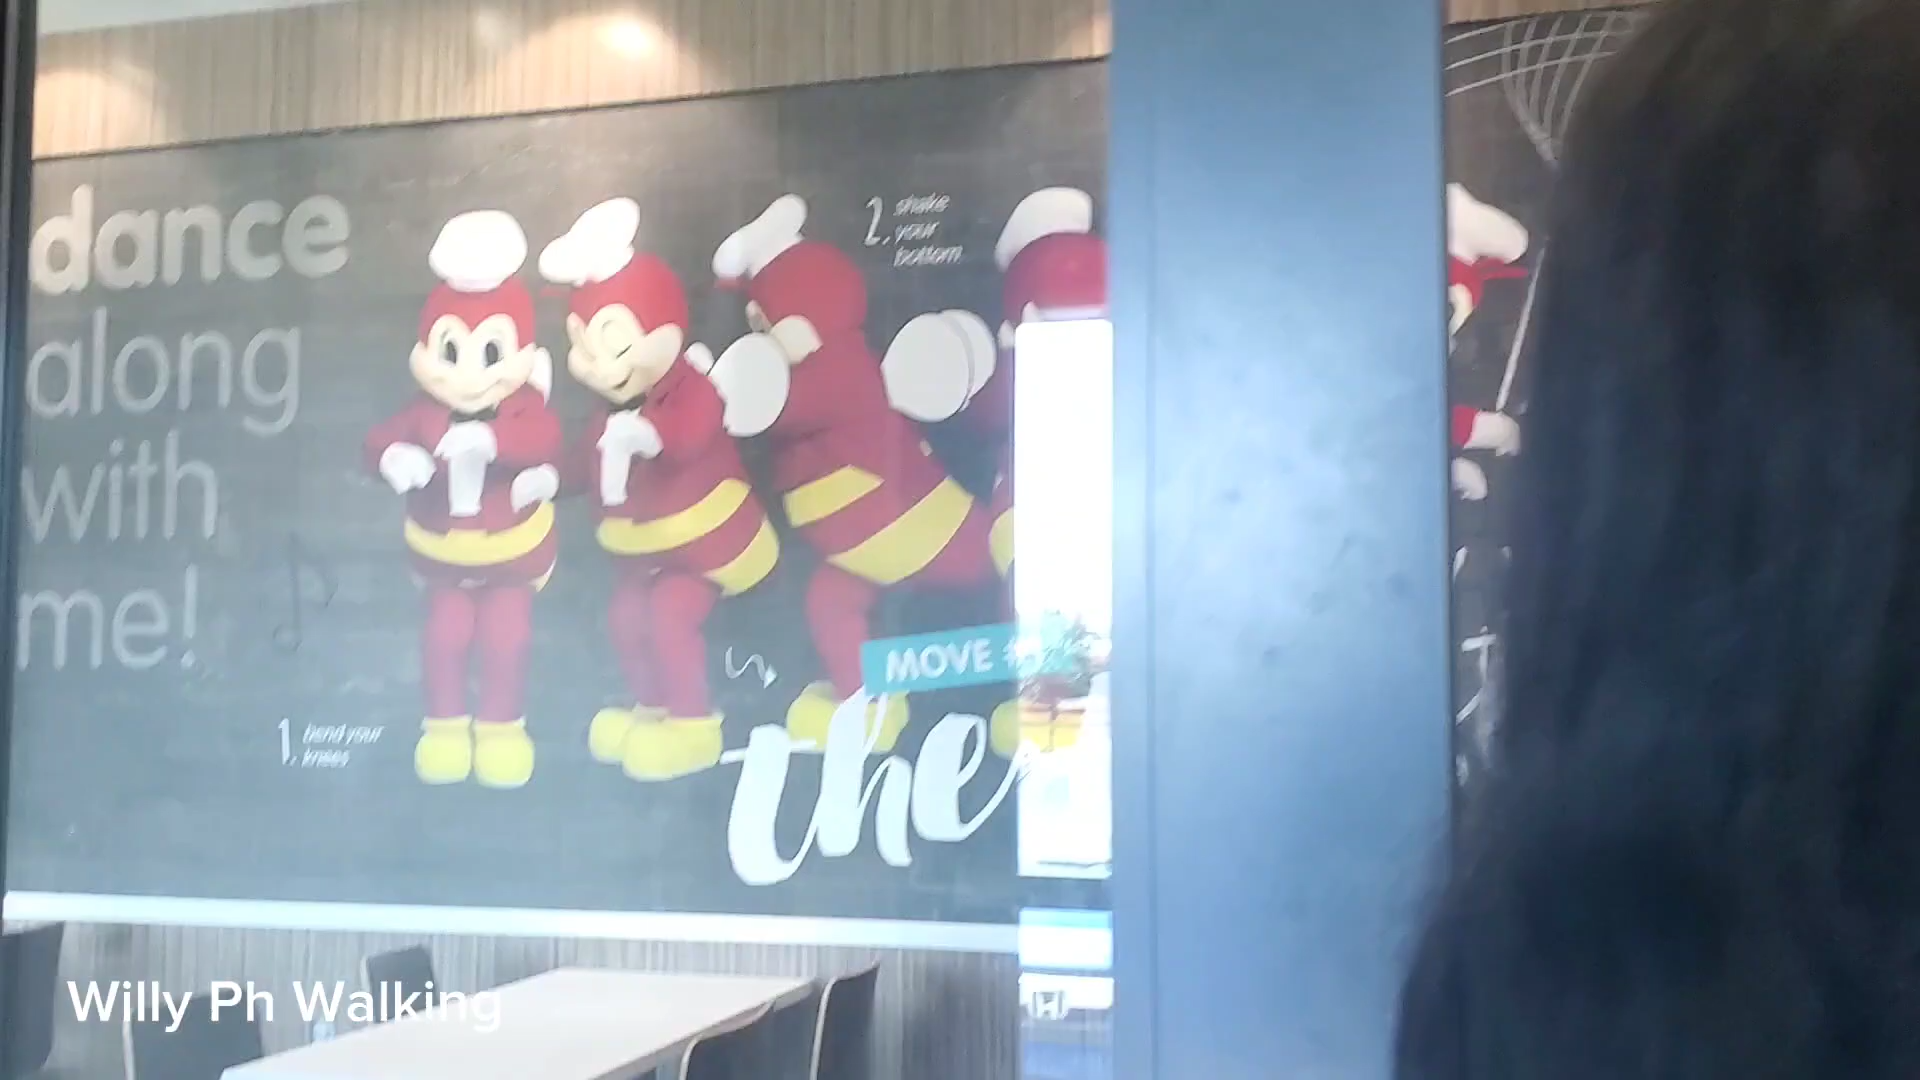 dance
along
with
me!
2. shake
your
bottom
1. bend your
knees
MOVE
the
Willy Ph Walking